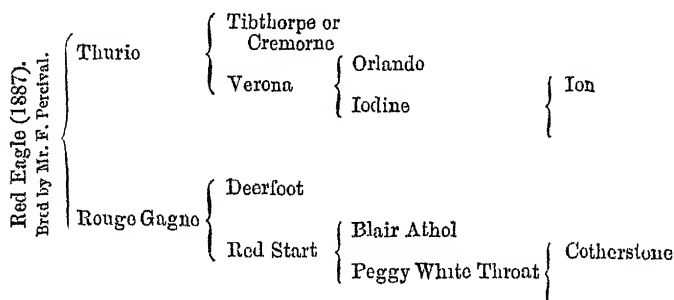 Red Eagle (1887).
Bred by Mr. F. Percival.
Thurio
Tibthorpe or
Cremorne
Verona
Orlando
Iodine
Ion
Rouge Gagne
Deerfoot
Red Start
Blair Athol
Peggy White Throat
Cotherstone